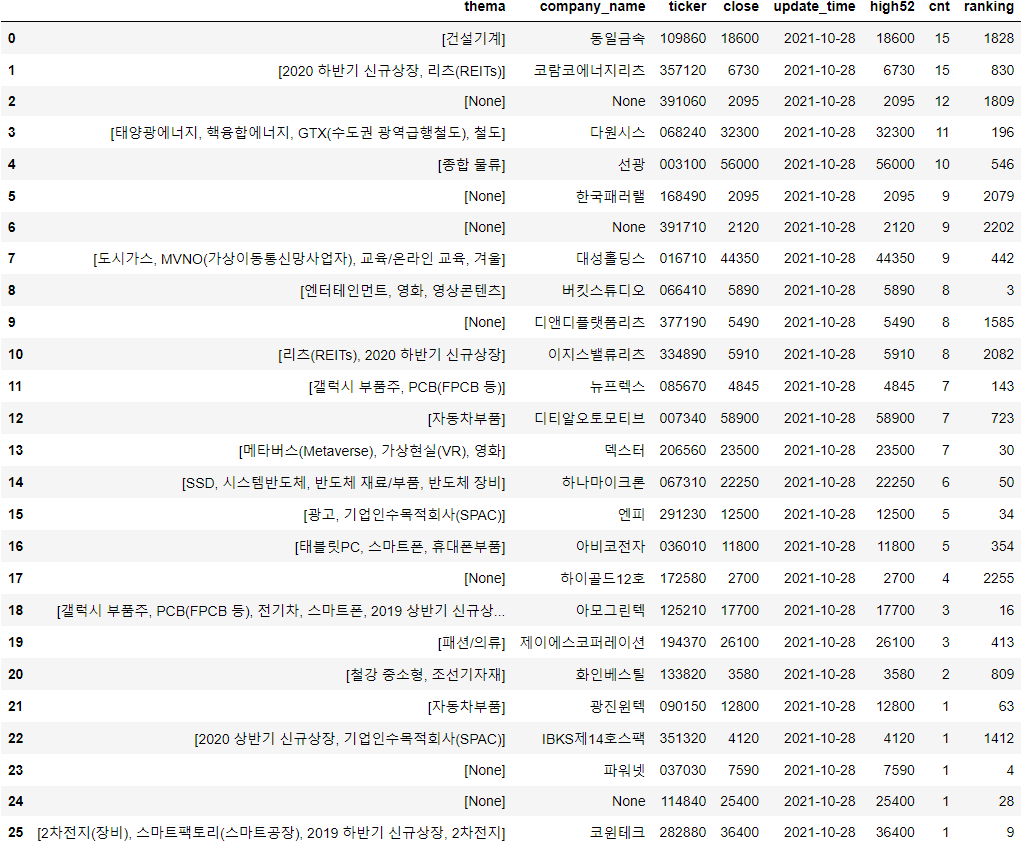 thema company_name ticker close update_time high52 cnt ranking
0 [건설기계] 동일금속 109860 18600 2021-10-28 18600 15 1828
1 [2020 하반기 신규상장, 리츠(REITs)] 코람코에너지리츠 357120 6730 2021-10-28 6730 15 830
2 [None] None 391060 2095 2021-10-28 2095 12 1809
3 [태양광에너지, 핵융합에너지, GTX(수도권 광역급행철도), 철도] 다원시스 068240 32300 2021-10-28 32300 11 196
4 [종합 물류] 선광 003100 56000 2021-10-28 56000 10 546
5 [None] 한국패러랠 168490 2095 2021-10-28 2095 9 2079
6 [None] None 391710 2120 2021-10-28 2120 9 2202
7 [도시가스, MVNO(가상이동통신망사업자), 교육/온라인 교육, 겨울] 대성홀딩스 016710 44350 2021-10-28 44350 9 442
8 [엔터테인먼트, 영화, 영상콘텐츠] 버킷스튜디오 066410 5890 2021-10-28 5890 8 3
9 [None] 디앤디플랫폼리츠 377190 5490 2021-10-28 5490 8 1585
10 [리츠(REITs), 2020 하반기 신규상장] 이지스밸류리츠 334890 5910 2021-10-28 5910 8 2082
11 [갤럭시 부품주, PCB(FPCB 등)] 뉴프렉스 085670 4845 2021-10-28 4845 7 143
12 [자동차부품] 디티알오토모티브 007340 58900 2021-10-28 58900 7 723
13 [메타버스(Metaverse), 가상현실(VR), 영화] 덱스터 206560 23500 2021-10-28 23500 7 30
14 [SSD, 시스템반도체, 반도체 재료/부품, 반도체 장비] 하나마이크론 067310 22250 2021-10-28 22250 6 50
15 [광고, 기업인수목적회사(SPAC)] 엔피 291230 12500 2021-10-28 12500 5 34
16 [태블릿PC, 스마트폰, 휴대폰부품] 아비코전자 036010 11800 2021-10-28 11800 5 354
17 [None] 하이골드12호 172580 2700 2021-10-28 2700 4 2255
18 [갤럭시 부품주, PCB(FPCB 등), 전기차, 스마트폰, 2019 상반기 신규상... 아모그린텍 125210 17700 2021-10-28 17700 3 16
19 [패션/의류] 제이에스코퍼레이션 194370 26100 2021-10-28 26100 3 413
20 [철강 중소형, 조선기자재] 화인베스틸 133820 3580 2021-10-28 3580 2 809
21 [자동차부품] 광진윈텍 090150 12800 2021-10-28 12800 1 63
22 [2020 상반기 신규상장, 기업인수목적회사(SPAC)] IBKS제14호스팩 351320 4120 2021-10-28 4120 1 1412
23 [None] 파워넷 037030 7590 2021-10-28 7590 1 4
24 [None] None 114840 25400 2021-10-28 25400 1 28
25 [2차전지(장비), 스마트팩토리(스마트공장), 2019 하반기 신규상장, 2차전지] 코윈테크 282880 36400 2021-10-28 36400 1 9